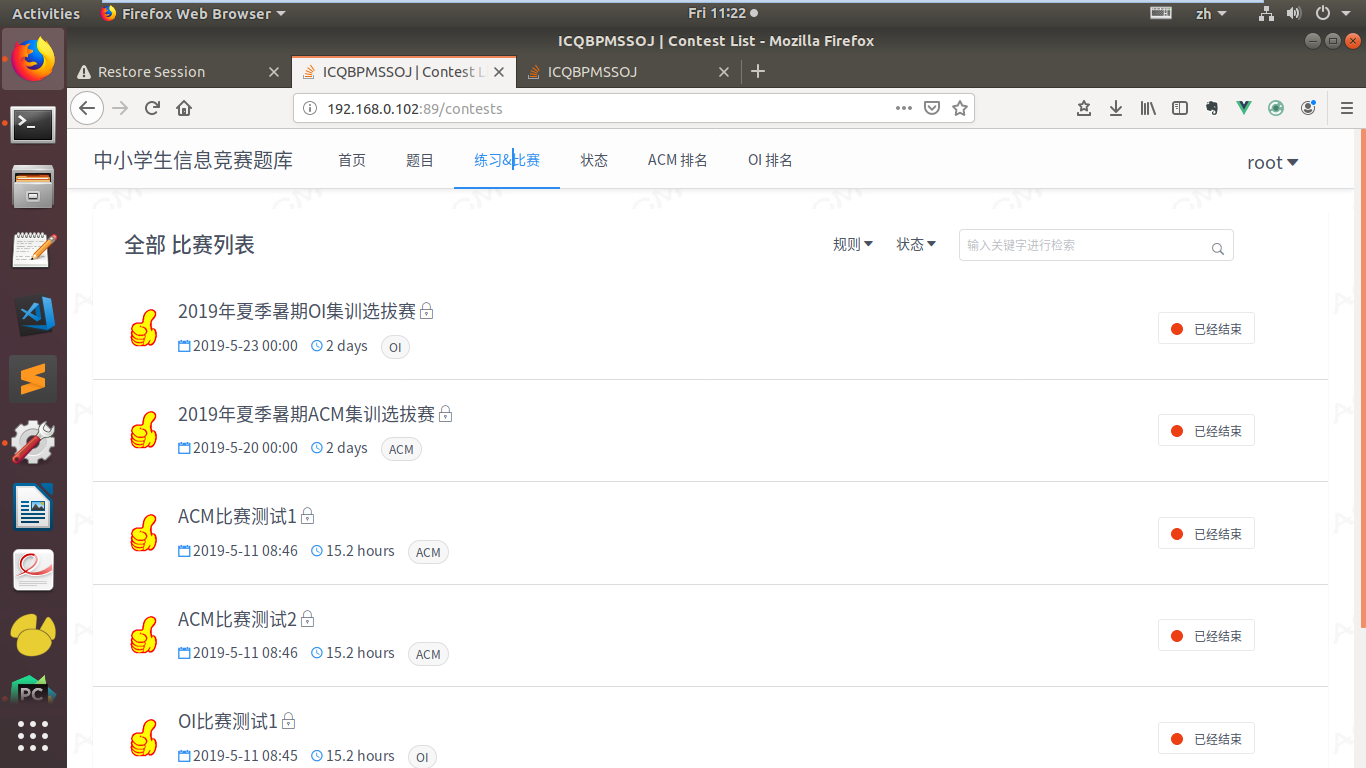 Activities Firefox Web Browser Fri 11:22 zh
ICQBPMSSOJ | Contest List - Mozilla Firefox
Restore Session ICQBPMSSOJ | Contest Li ICQBPMSSOJ
192.168.0.102:89/contests
中小学生信息竞赛题库 首页 题目 练习&比赛 状态 ACM 排名 OI 排名 root
全部 比赛列表 规则 状态 输入关键字进行检索
2019年夏季暑期OI集训选拔赛
2019-5-23 00:00 2 days OI 已经结束
2019年夏季暑期ACM集训选拔赛
2019-5-20 00:00 2 days ACM 已经结束
ACM比赛测试1
2019-5-11 08:46 15.2 hours ACM 已经结束
ACM比赛测试2
2019-5-11 08:46 15.2 hours ACM 已经结束
OI比赛测试1
2019-5-11 08:45 15.2 hours OI 已经结束
PC